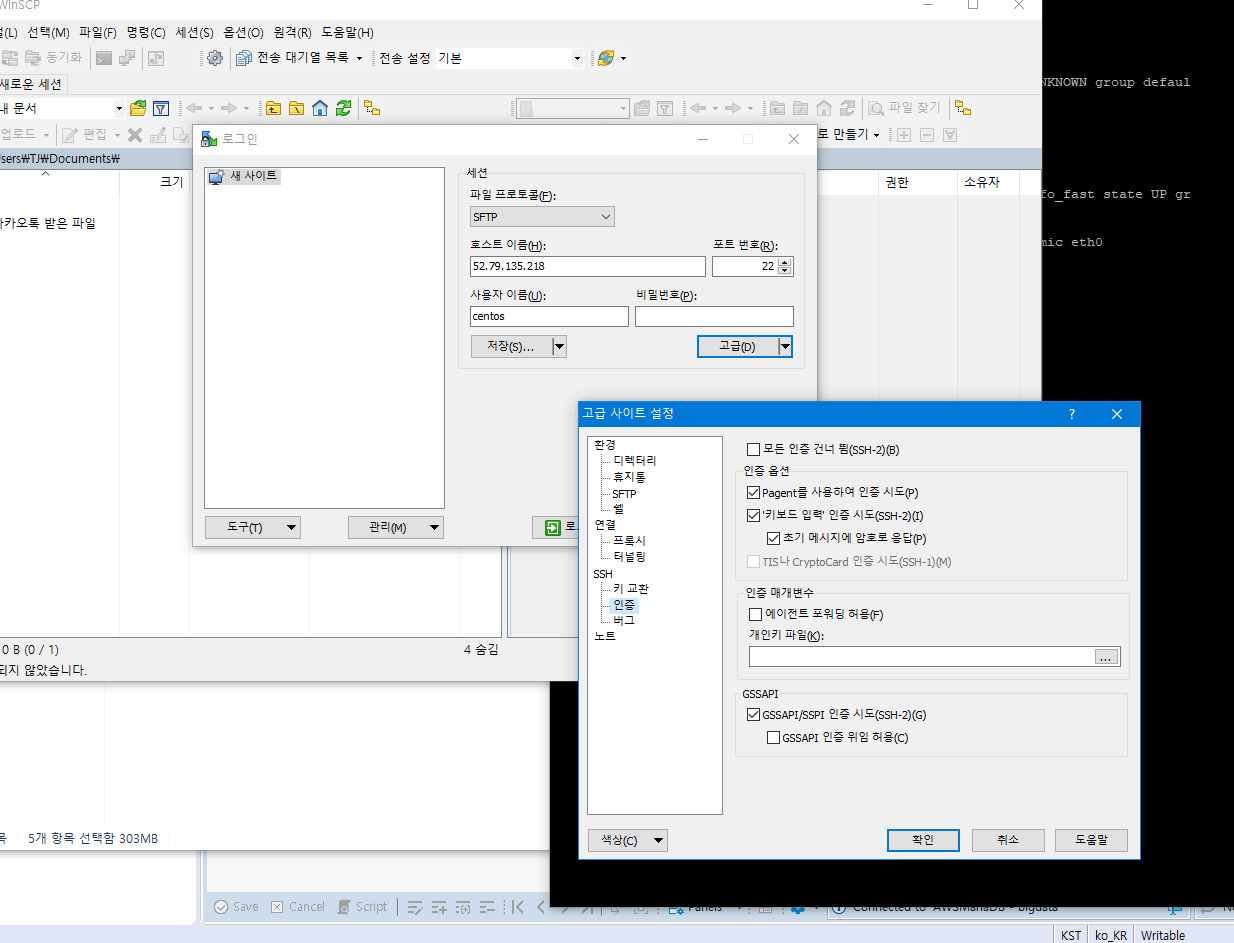 WinSCP
선택(M) 파일(F) 명령(C) 세션(S) 옵션(O) 원격(R) 도움말(H)
동기화 전송 대기열 목록 전송 설정 기본
새로운 세션
내 문서 파일 찾기
업로드 편집 로 만들기
sers₩TJ₩Documents₩
크기 권한 소유자
카카오톡 받은 파일
NKNOWN group defaul
fo_fast state UP gr
mic eth0
로그인
새 사이트
세션
파일 프로토콜(F):
SFTP
호스트 이름(H): 포트 번호(R):
52.79.135.218 22
사용자 이름(U): 비밀번호(P):
centos
저장(S)... 고급(D)
도구(T) 관리(M) 로
고급 사이트 설정 ?
환경
디렉터리
휴지통
SFTP
쉘
연결
프록시
터널링
SSH
키 교환
인증
버그
노트
모든 인증 건너 뜀(SSH-2)(B)
인증 옵션
Pagent를 사용하여 인증 시도(P)
'키보드 입력' 인증 시도(SSH-2)(I)
초기 메시지에 암호로 응답(P)
TIS나 CryptoCard 인증 시도(SSH-1)(M)
인증 매개변수
에이전트 포워딩 허용(F)
개인키 파일(K):
...
GSSAPI
GSSAPI/SSPI 인증 시도(SSH-2)(G)
GSSAPI 인증 위임 허용(C)
색상(C) 확인 취소 도움말
0 B (0 / 1) 4 숨김
되지 않았습니다.
목 5개 항목 선택함 303MB
Save Cancel Script Panels Connected to "AWSMariaDB - bigdata"
KST ko_KR Writable